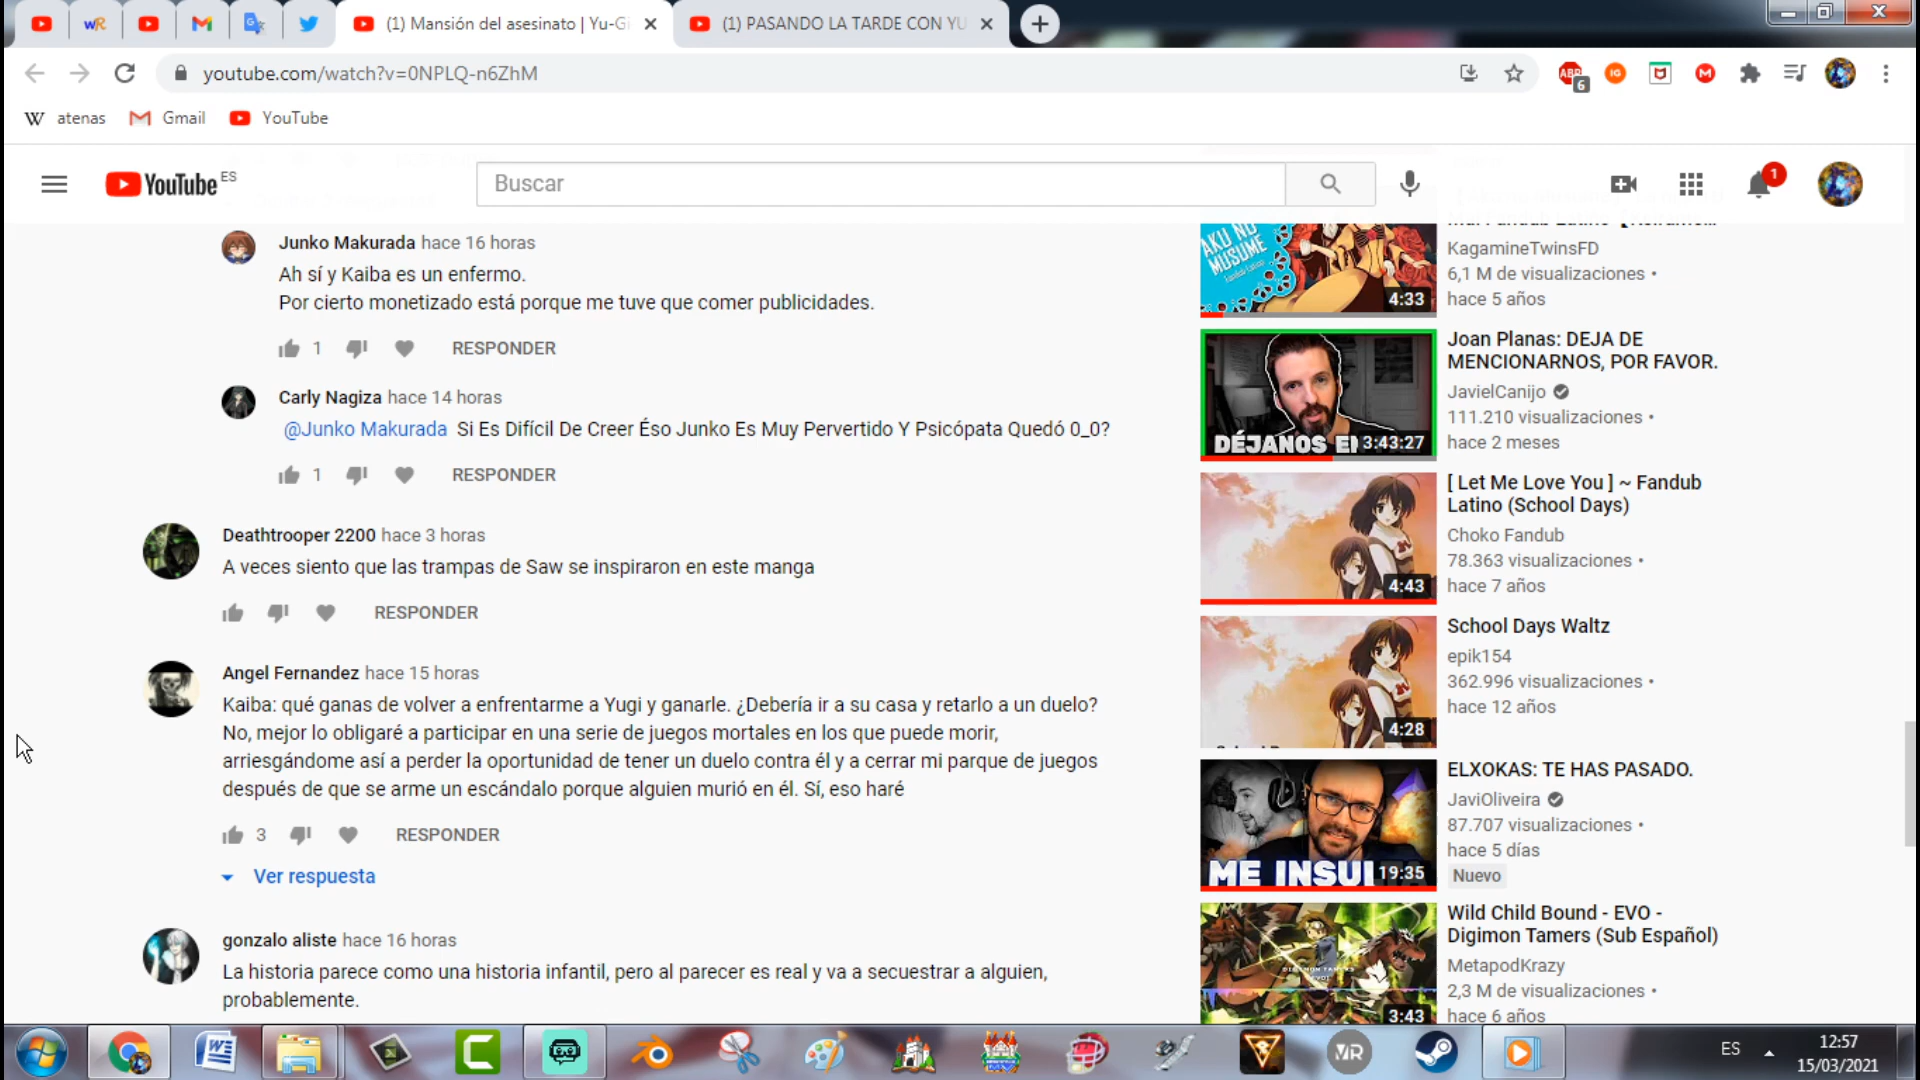 (1) Mansión del asesinato | Yu-Gi
(1) PASANDO LA TARDE CON YU
youtube.com/watch?v=0NPLQ-n6ZhM
ABP
6
IG
atenas
Gmail
YouTube
YouTube ES
Buscar
1
Junko Makurada hace 16 horas
Ah sí y Kaiba es un enfermo.
Por cierto monetizado está porque me tuve que comer publicidades.
1 RESPONDER
Carly Nagiza hace 14 horas
@Junko Makurada Si Es Difícil De Creer Éso Junko Es Muy Pervertido Y Psicópata Quedó 0_0?
1 RESPONDER
Deathtrooper 2200 hace 3 horas
A veces siento que las trampas de Saw se inspiraron en este manga
RESPONDER
Angel Fernandez hace 15 horas
Kaiba: qué ganas de volver a enfrentarme a Yugi y ganarle. ¿Debería ir a su casa y retarlo a un duelo?
No, mejor lo obligaré a participar en una serie de juegos mortales en los que puede morir,
arriesgándome así a perder la oportunidad de tener un duelo contra él y a cerrar mi parque de juegos
después de que se arme un escándalo porque alguien murió en él. Sí, eso haré
3 RESPONDER
Ver respuesta
gonzalo aliste hace 16 horas
La historia parece como una historia infantil, pero al parecer es real y va a secuestrar a alguien,
probablemente.
AKU NO
MUSUME
4:33
KagamineTwinsFD
6,1 M de visualizaciones •
hace 5 años
DÉJANOS EN
3:43:27
Joan Planas: DEJA DE
MENCIONARNOS, POR FAVOR.
JavielCanijo
111.210 visualizaciones •
hace 2 meses
4:43
[ Let Me Love You ] ~ Fandub
Latino (School Days)
Choko Fandub
78.363 visualizaciones •
hace 7 años
4:28
School Days Waltz
epik154
362.996 visualizaciones •
hace 12 años
ME INSUL
19:35
ELXOKAS: TE HAS PASADO.
JaviOliveira
87.707 visualizaciones •
hace 5 días
Nuevo
3:43
Wild Child Bound - EVO -
Digimon Tamers (Sub Español)
MetapodKrazy
2,3 M de visualizaciones •
hace 6 años
ES
12:57
15/03/2021